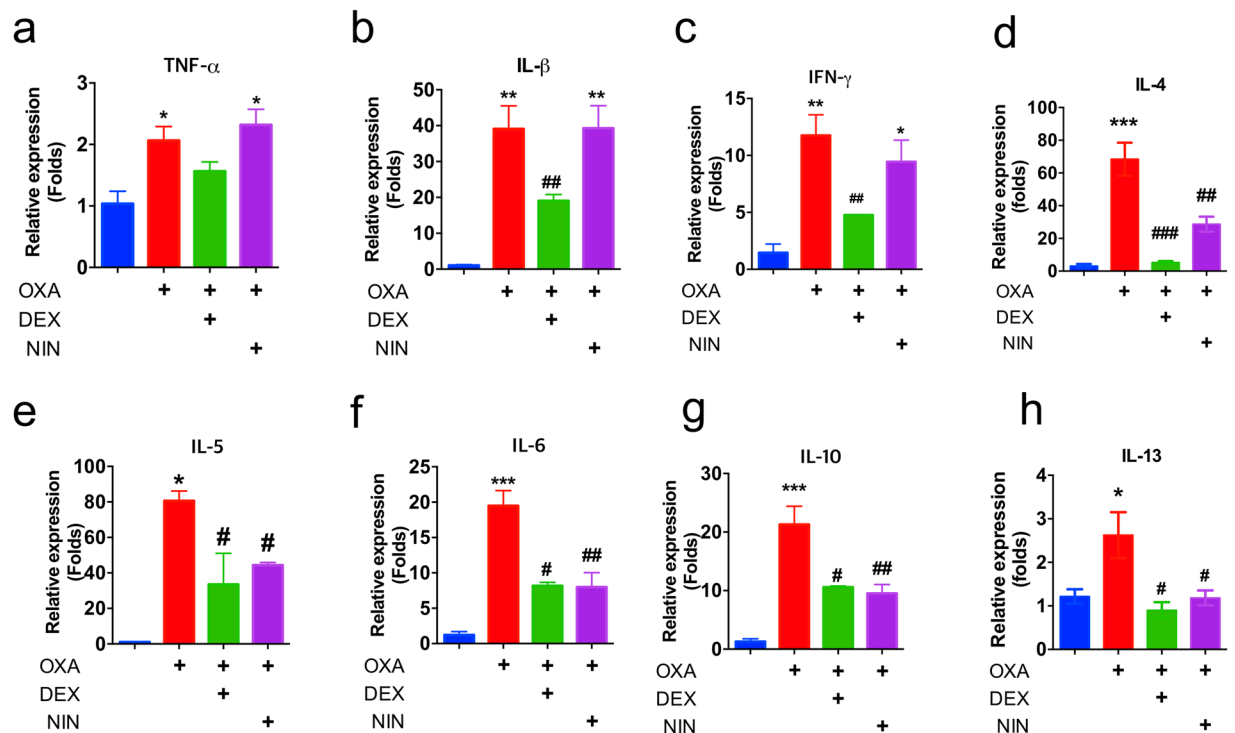 a
TNF-α
Relative expression
(Folds)
3
2
1
0
*
*
OXA + + +
DEX +
NIN +
b
IL-β
Relative expression
(Folds)
50
40
30
20
10
0
**
##
**
OXA + + +
DEX +
NIN +
c
IFN-γ
Relative expression
(Folds)
15
10
5
0
**
##
*
OXA + + +
DEX +
NIN +
d
IL-4
Relative expression
(folds)
100
80
60
40
20
0
***
###
##
OXA + + +
DEX +
NIN +
e
IL-5
Relative expression
(Folds)
100
80
60
40
20
0
*
#
#
OXA + + +
DEX +
NIN +
f
IL-6
Relative expression
(Folds)
25
20
15
10
5
0
***
#
##
OXA + + +
DEX +
NIN +
g
IL-10
Relative expression
(Folds)
30
20
10
0
***
#
##
OXA + + +
DEX +
NIN +
h
IL-13
Relative expression
(folds)
4
3
2
1
0
*
#
#
OXA + + +
DEX +
NIN +